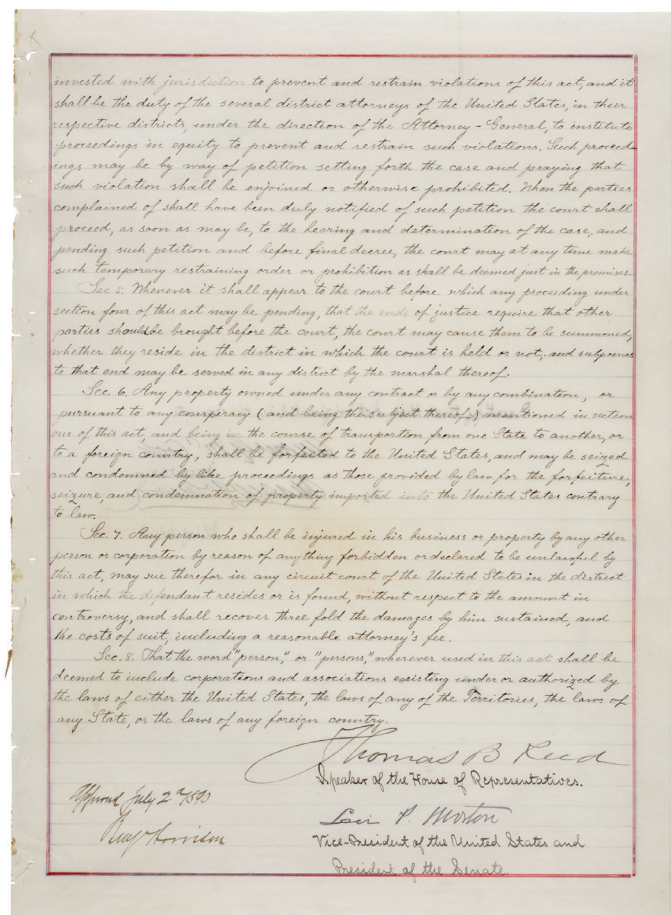 invested with jurisdiction to prevent and restrain violations of this act, and it
shall be the duty of the several district attorneys of the United States, in their
respective districts, under the direction of the Attorney-General, to institute
proceedings in equity to prevent and restrain such violations. Such proceed-
ings may be by way of petition setting forth the case and praying that
such violation shall be enjoined or otherwise prohibited. When the parties
complained of shall have been duly notified of such petition the court shall
proceed, as soon as may be, to the hearing and determination of the case, and
pending such petition and before final decree, the court may at any time make
such temporary restraining order or prohibition as shall be deemed just in the premises.
Sec. 5. Whenever it shall appear to the court before which any proceeding under
section four of this act may be pending, that the ends of justice require that other
parties should be brought before the court, the court may cause them to be summoned,
whether they reside in the district in which the court is held or not; and subpoenas
to that end may be served in any district by the marshal thereof.
Sec. 6. Any property owned under any contract or by any combination, or
pursuant to any conspiracy (and being the subject thereof) mentioned in section
one of this act, and being in the course of transportion from one State to another, or
to a foreign country, shall be forfeited to the United States, and may be seized
and condemned by like proceedings as those provided by law for the forfeiture,
seizure, and condemnation of property imported into the United States contrary
to law.
Sec. 7. Any person who shall be injured in his business or property by any other
person or corporation by reason of anything forbidden or declared to be unlawful by
this act, may sue therefor in any circuit court of the United States in the district
in which the defendant resides or is found, without respect to the amount in
controversy, and shall recover three fold the damages by him sustained, and
the costs of suit, including a reasonable attorney's fee.
Sec. 8. That the word "person," or "persons," wherever used in this act shall be
deemed to include corporations and associations existing under or authorized by
the laws of either the United States, the laws of any of the Territories, the laws of
any State, or the laws of any foreign country.
Thomas B Reed
Speaker of the House of Representatives.
Approved July 2d 1890
Benj Harrison
Levi P. Morton
Vice-President of the United States and
President of the Senate